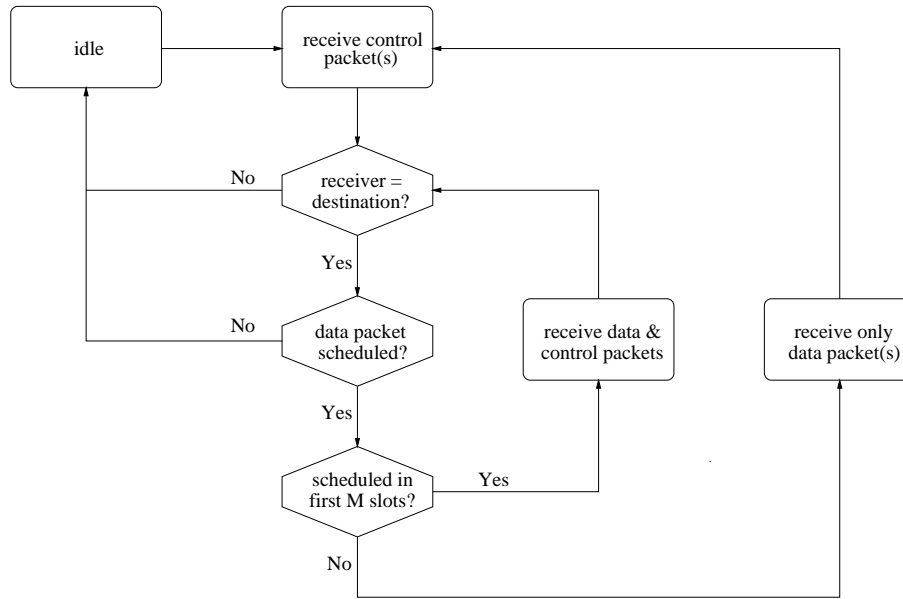 idle
receive control
packet(s)
No
receiver =
destination?
Yes
No
data packet
scheduled?
receive data &
control packets
receive only
data packet(s)
Yes
scheduled in
first M slots?
Yes
No